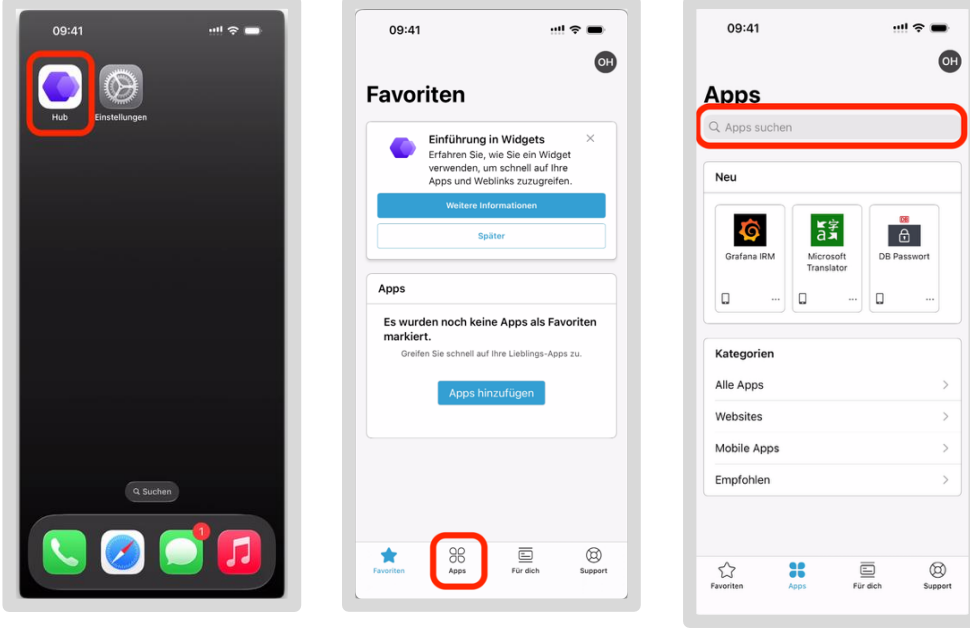 09:41
Hub
Einstellungen
Suchen
1
09:41
OH
Favoriten
Einführung in Widgets
Erfahren Sie, wie Sie ein Widget
verwenden, um schnell auf Ihre
Apps und Weblinks zuzugreifen.
Weitere Informationen
Später
Apps
Es wurden noch keine Apps als Favoriten
markiert.
Greifen Sie schnell auf Ihre Lieblings-Apps zu.
Apps hinzufügen
Favoriten
Apps
Für dich
Support
09:41
OH
Apps
Apps suchen
Neu
Grafana IRM
Microsoft
Translator
DB
DB Passwort
Kategorien
Alle Apps
Websites
Mobile Apps
Empfohlen
Favoriten
Apps
Für dich
Support